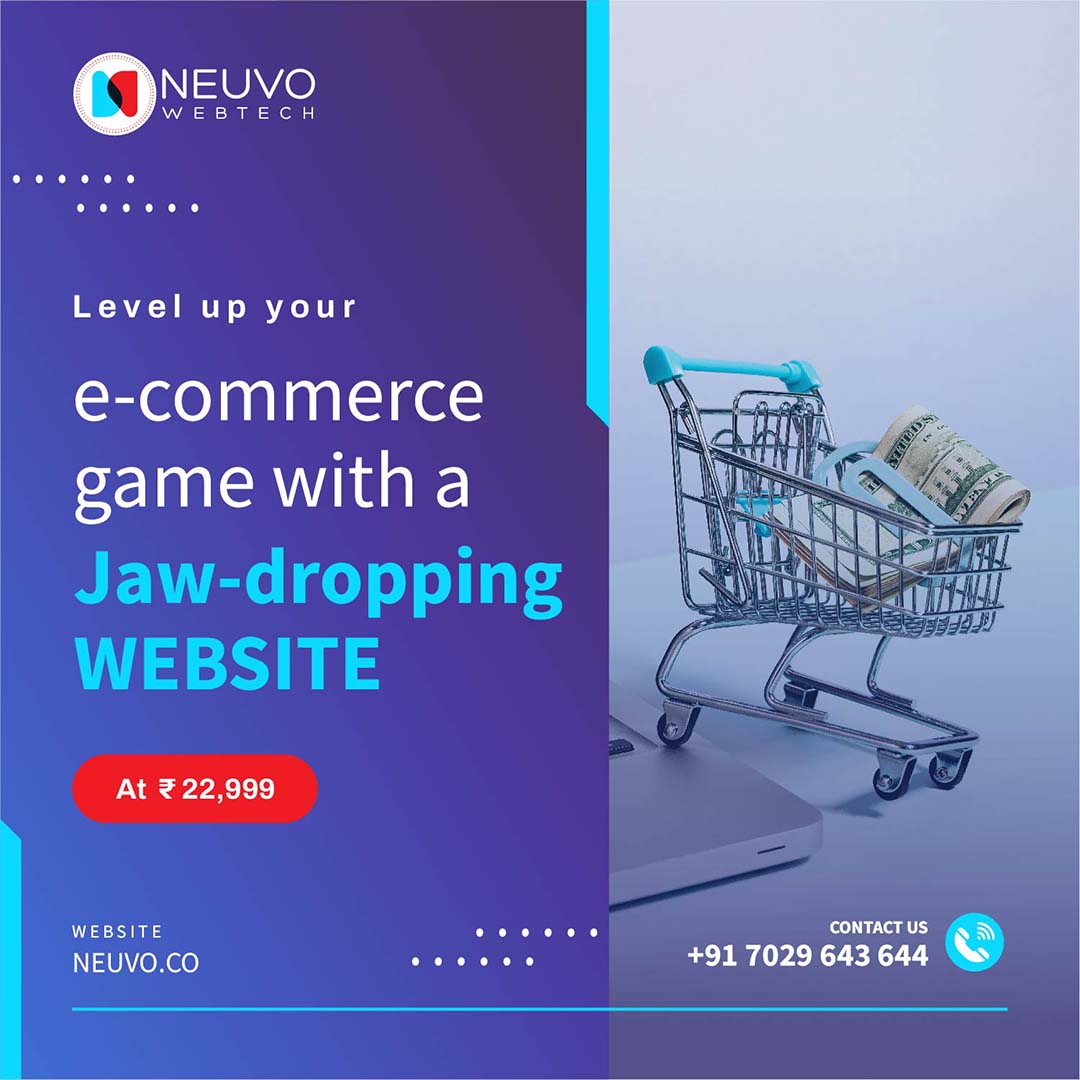 NEUVO
WEBTECH
Level up your
e-commerce
game with a
Jaw-dropping
WEBSITE
At ₹ 22,999
WEBSITE
NEUVO.CO
CONTACT US
+91 7029 643 644